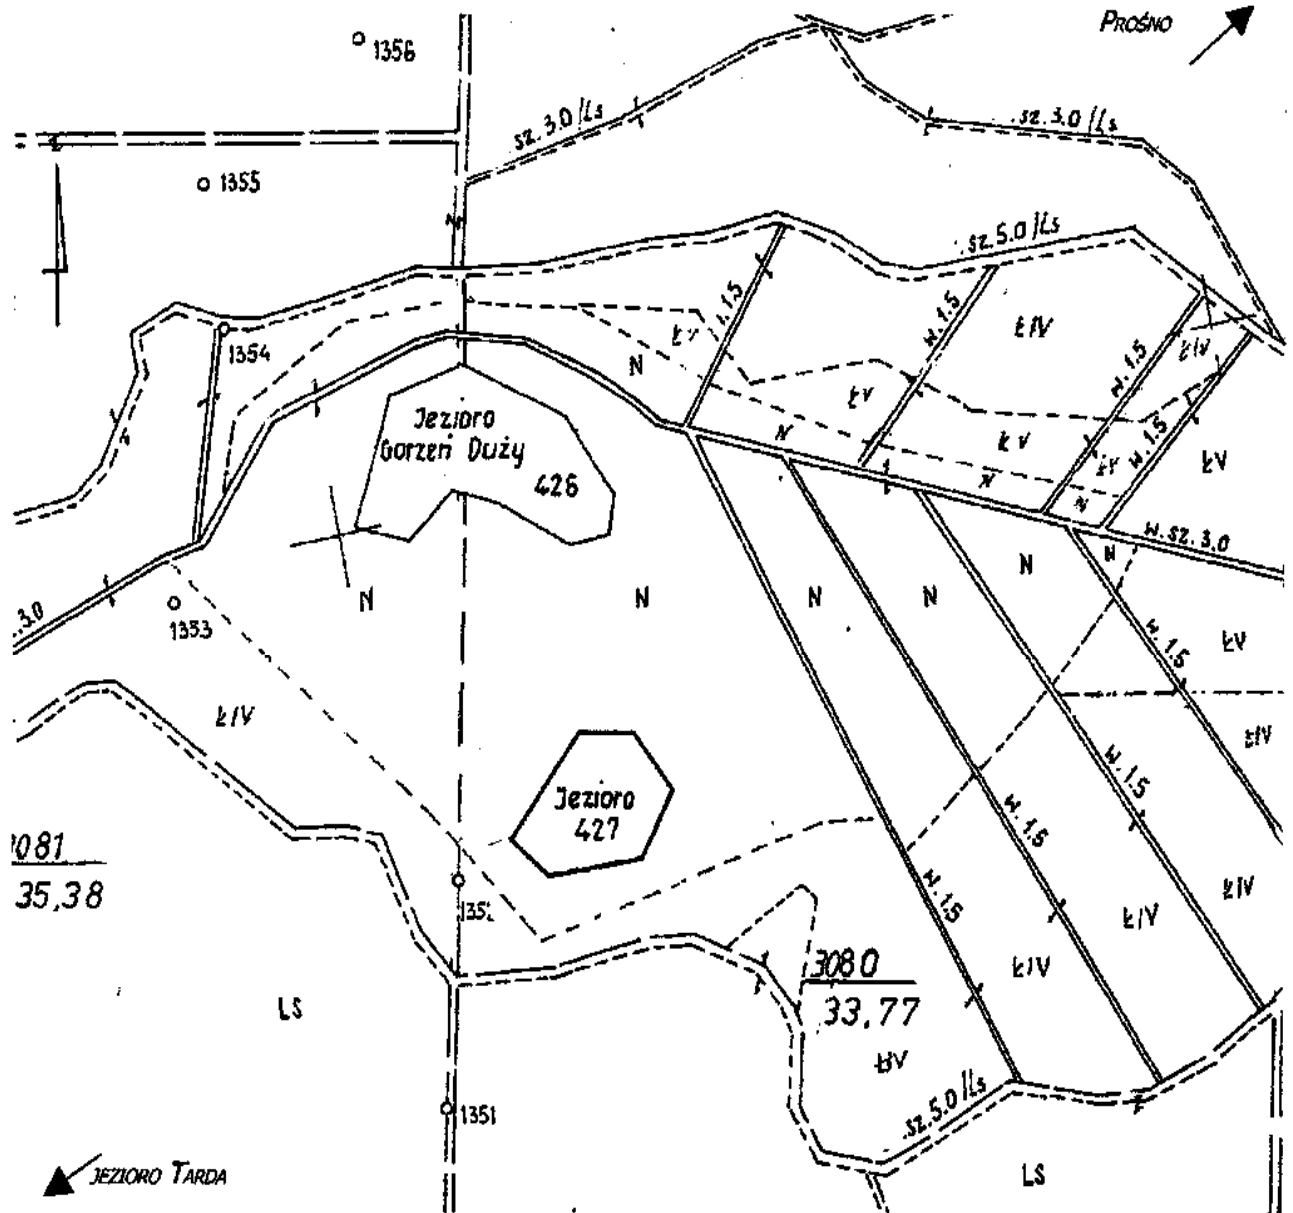 PROŚNO
1356
sz. 3.0 /Ls
sz. 3.0 /Ls
1355
sz. 5.0 /Ls
1.5
w. 1.5
ŁIV
ŁV
1354
N
ŁIV
w. 1.5
Jezioro
Gorzeń Duży
426
ŁV
N
Ł V
w. 1.5
ŁV
ŁV
N
N
w. sz. 3.0
N
N
N
N
N
N
3.0
1353
ŁV
w. 1.5
ŁIV
ŁIV
w. 1.5
Jezioro
427
w. 1.5
081
35,38
w. 1.5
ŁIV
ŁIV
135
ŁIV
3080
33,77
LS
ŁIV
sz. 5.0 /Ls
1351
JEZIORO TARDA
LS